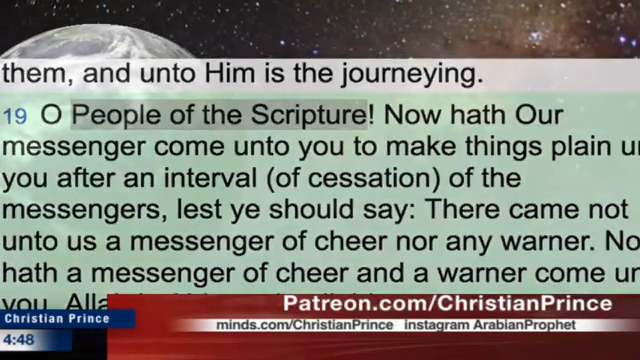 them, and unto Him is the journeying.
19 O People of the Scripture! Now hath Our
messenger come unto you to make things plain
you after an interval (of cessation) of the
messengers, lest ye should say: There came not
unto us a messenger of cheer nor any warner.
hath a messenger of cheer and a warner come
you.
Patreon.com/ChristianPrince
Christian Prince
minds.com/ChristianPrince instagram ArabianProphet
4:48